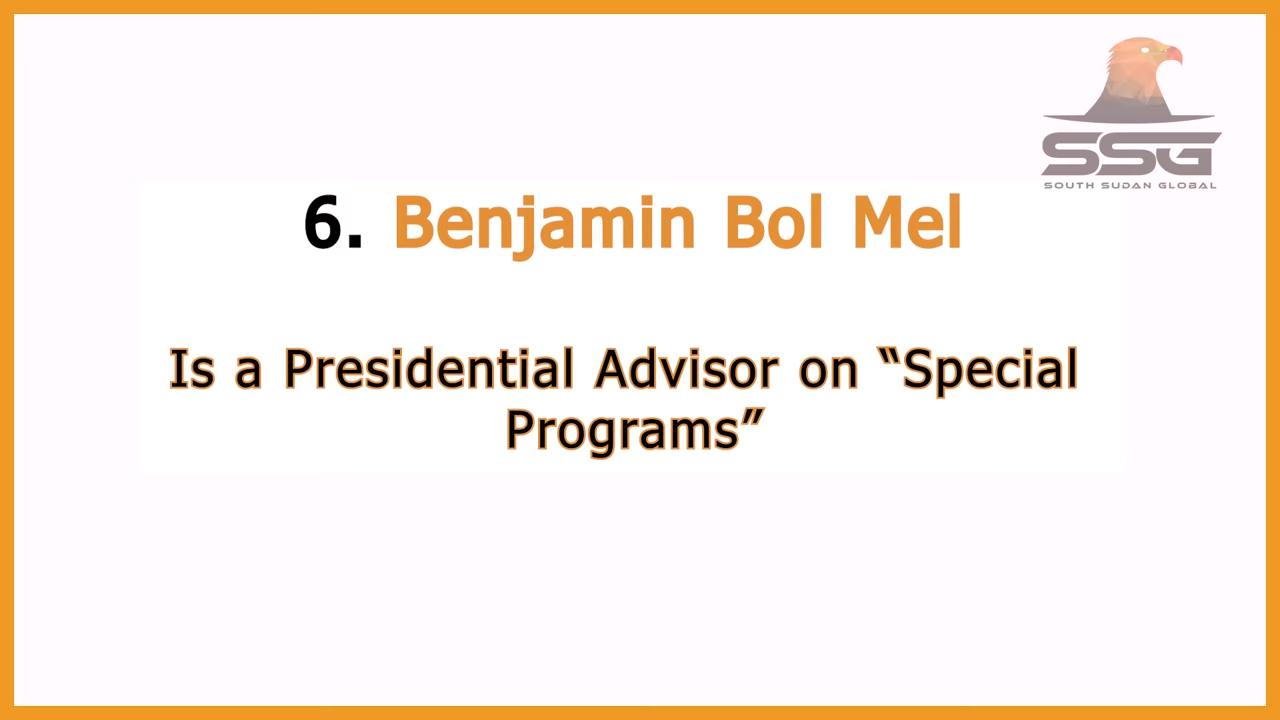 SSG
SOUTH SUDAN GLOBAL
6. Benjamin Bol Mel
Is a Presidential Advisor on “Special
Programs”